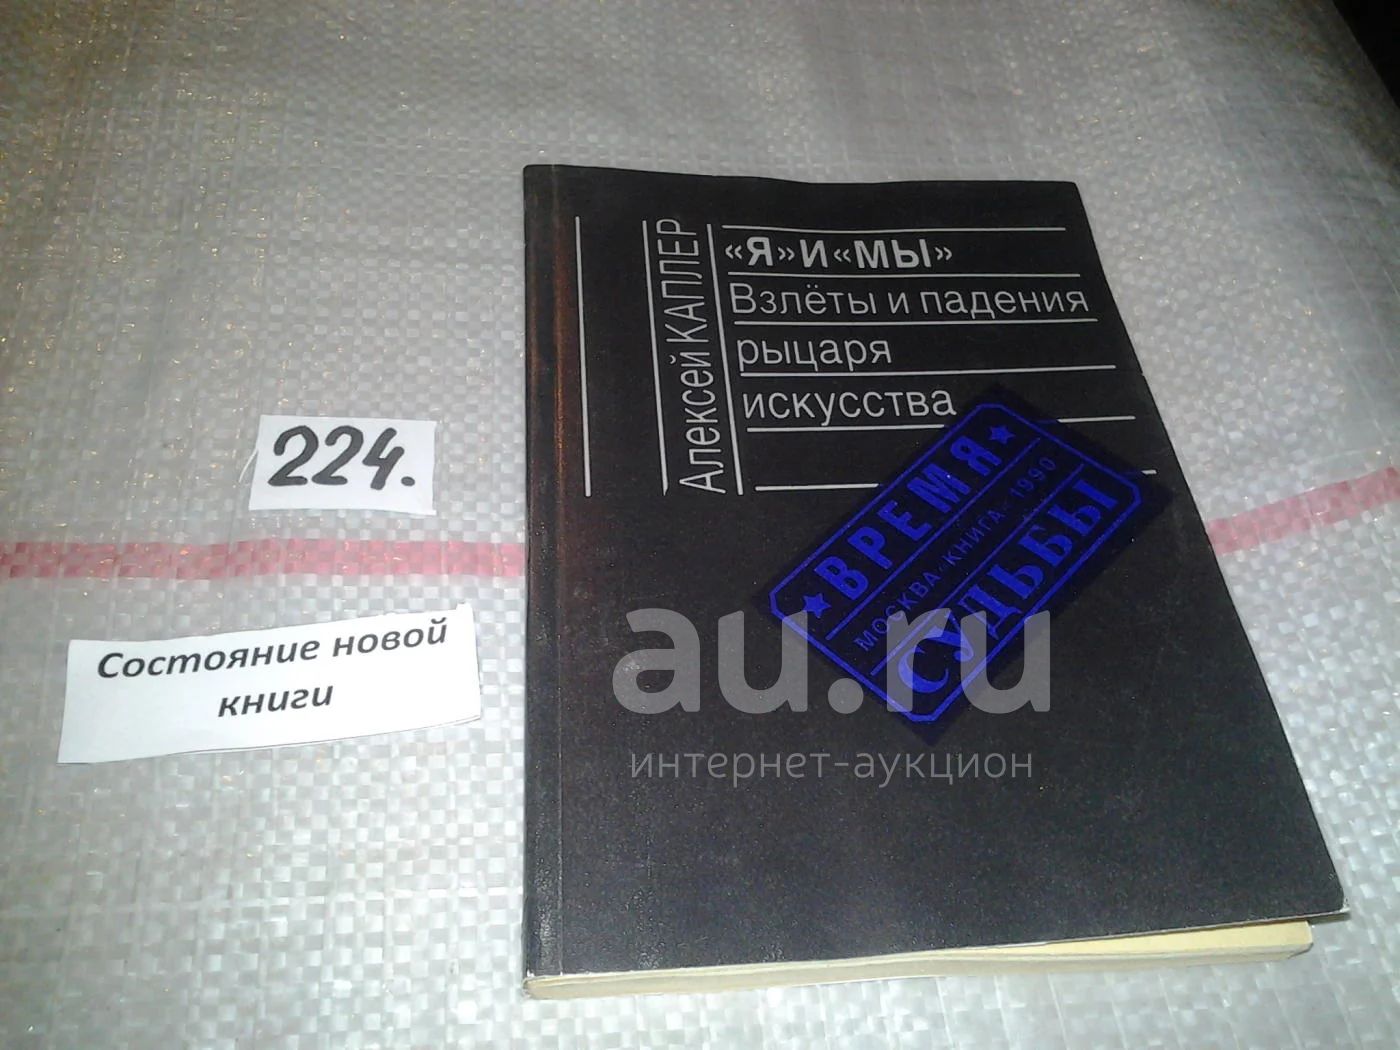 Алексей КАПЛЕР
«Я»И«МЫ»
Взлёты и падения
рыцаря
искусства
ВРЕМЯ
МОСКВА·КНИГА·1990
СУДЬБЫ
224.
Состояние новой
книги
au.ru
интернет-аукцион